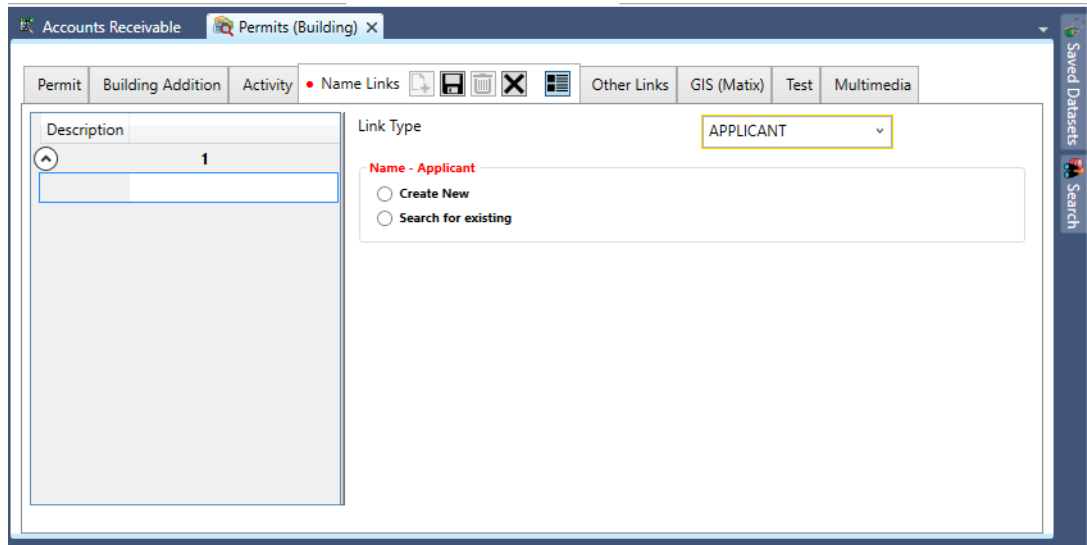 Accounts Receivable
Permits (Building)
Permit
Building Addition
Activity
Name Links
Other Links
GIS (Matix)
Test
Multimedia
Description
1
Link Type
APPLICANT
Name - Applicant
Create New
Search for existing
Saved Datasets
Search